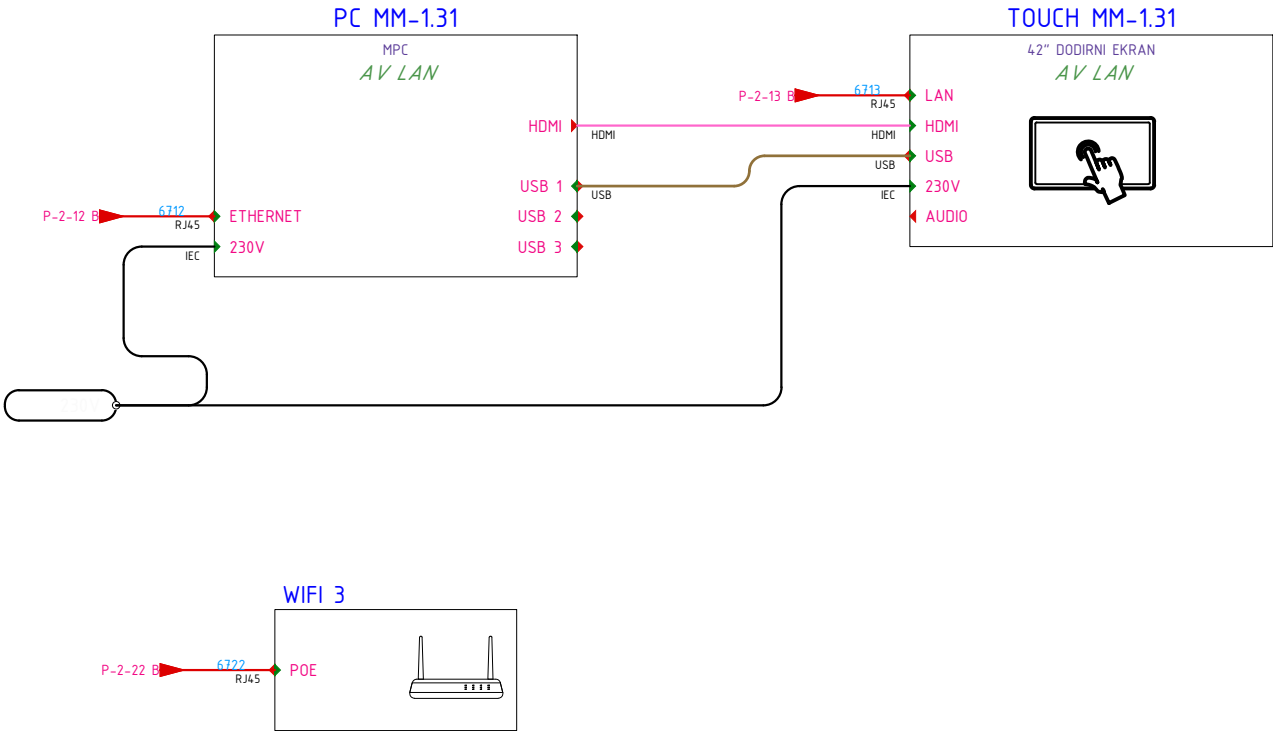 PC MM-1.31
MPC
AV LAN
HDMI
HDMI
USB 1
USB
USB 2
USB 3
P-2-12 B
6712
RJ45
ETHERNET
IEC
230V
TOUCH MM-1.31
42" DODIRNI EKRAN
AV LAN
P-2-13 B
6713
RJ45
LAN
HDMI
HDMI
USB
USB
IEC
230V
AUDIO
230V
WIFI 3
P-2-22 B
6722
RJ45
POE